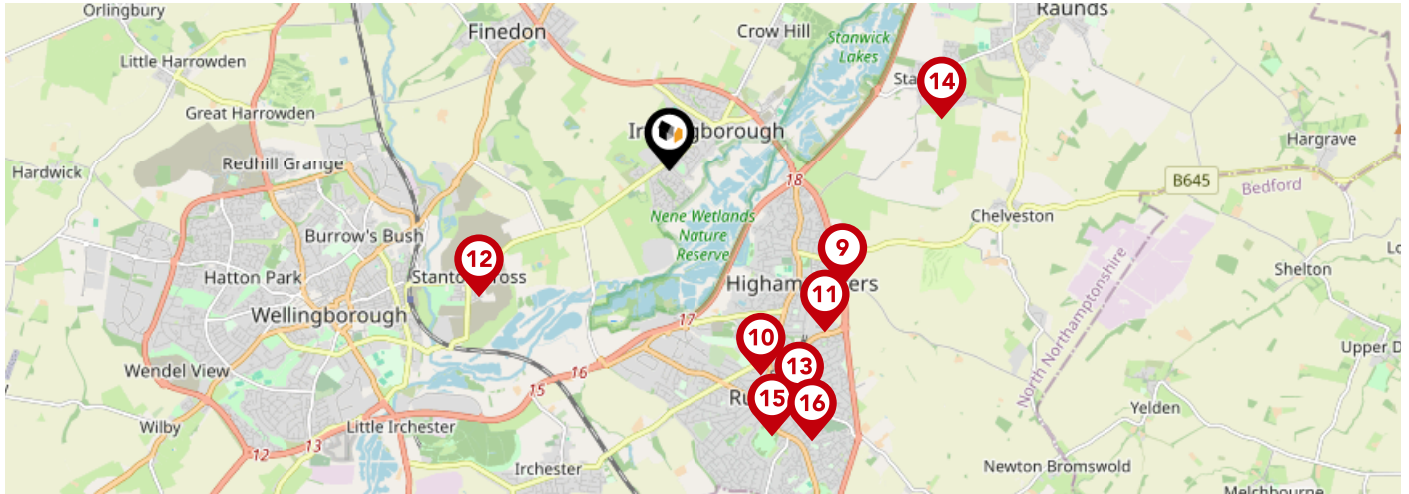 Orlingbury
Raunds
Finedon
Crow Hill
Stanwick
Lakes
Little Harrowden
14
Great Harrowden
Hargrave
Redhill Grange
Hardwick
18
B645
Bedford
Nene Wetlands
Nature
Reserve
Chelveston
Burrow's Bush
9
12
Hatton Park
Shelton
11
Wellingborough
17
North Northamptonshire
10
13
Wendel View
16
15
15
16
Yelden
Wilby
Little Irchester
13
12
Irchester
Newton Bromswold
Melchbourne